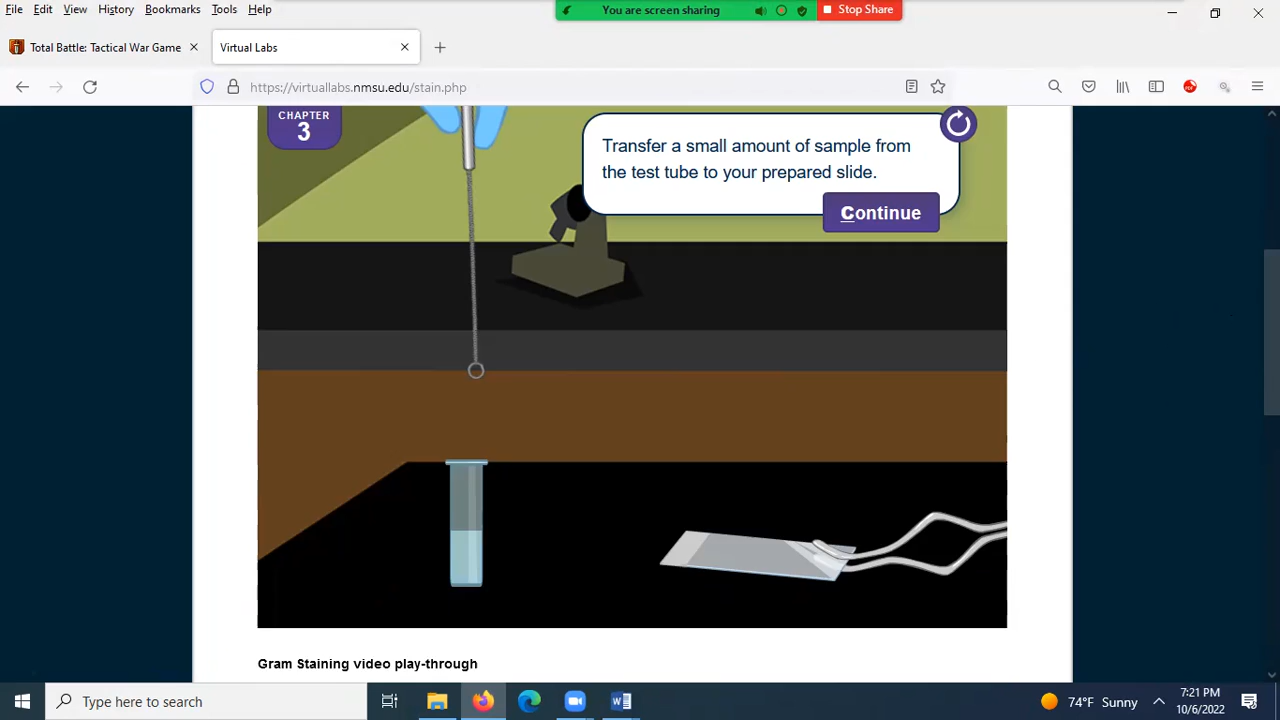 File Edit View History Bookmarks Tools Help
You are screen sharing
Stop Share
Total Battle: Tactical War Game
Virtual Labs
https://virtuallabs.nmsu.edu/stain.php
CHAPTER
3
Transfer a small amount of sample from
the test tube to your prepared slide.
Continue
Gram Staining video play-through
Type here to search
74°F Sunny
7:21 PM
10/6/2022